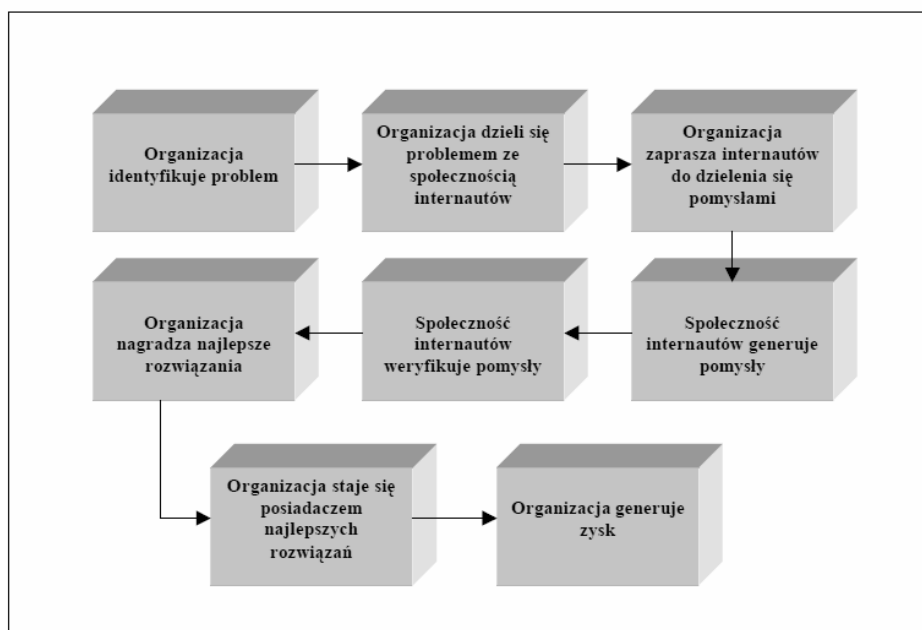 Organizacja
identyfikuje problem
Organizacja dzieli się
problemem ze
społecznością
internautów
Organizacja
zaprasza internautów
do dzielenia się
pomysłami
Społeczność
internautów generuje
pomysły
Społeczność
internautów
weryfikuje pomysły
Organizacja
nagradza najlepsze
rozwiązania
Organizacja staje się
posiadaczem
najlepszych
rozwiązań
Organizacja generuje
zysk